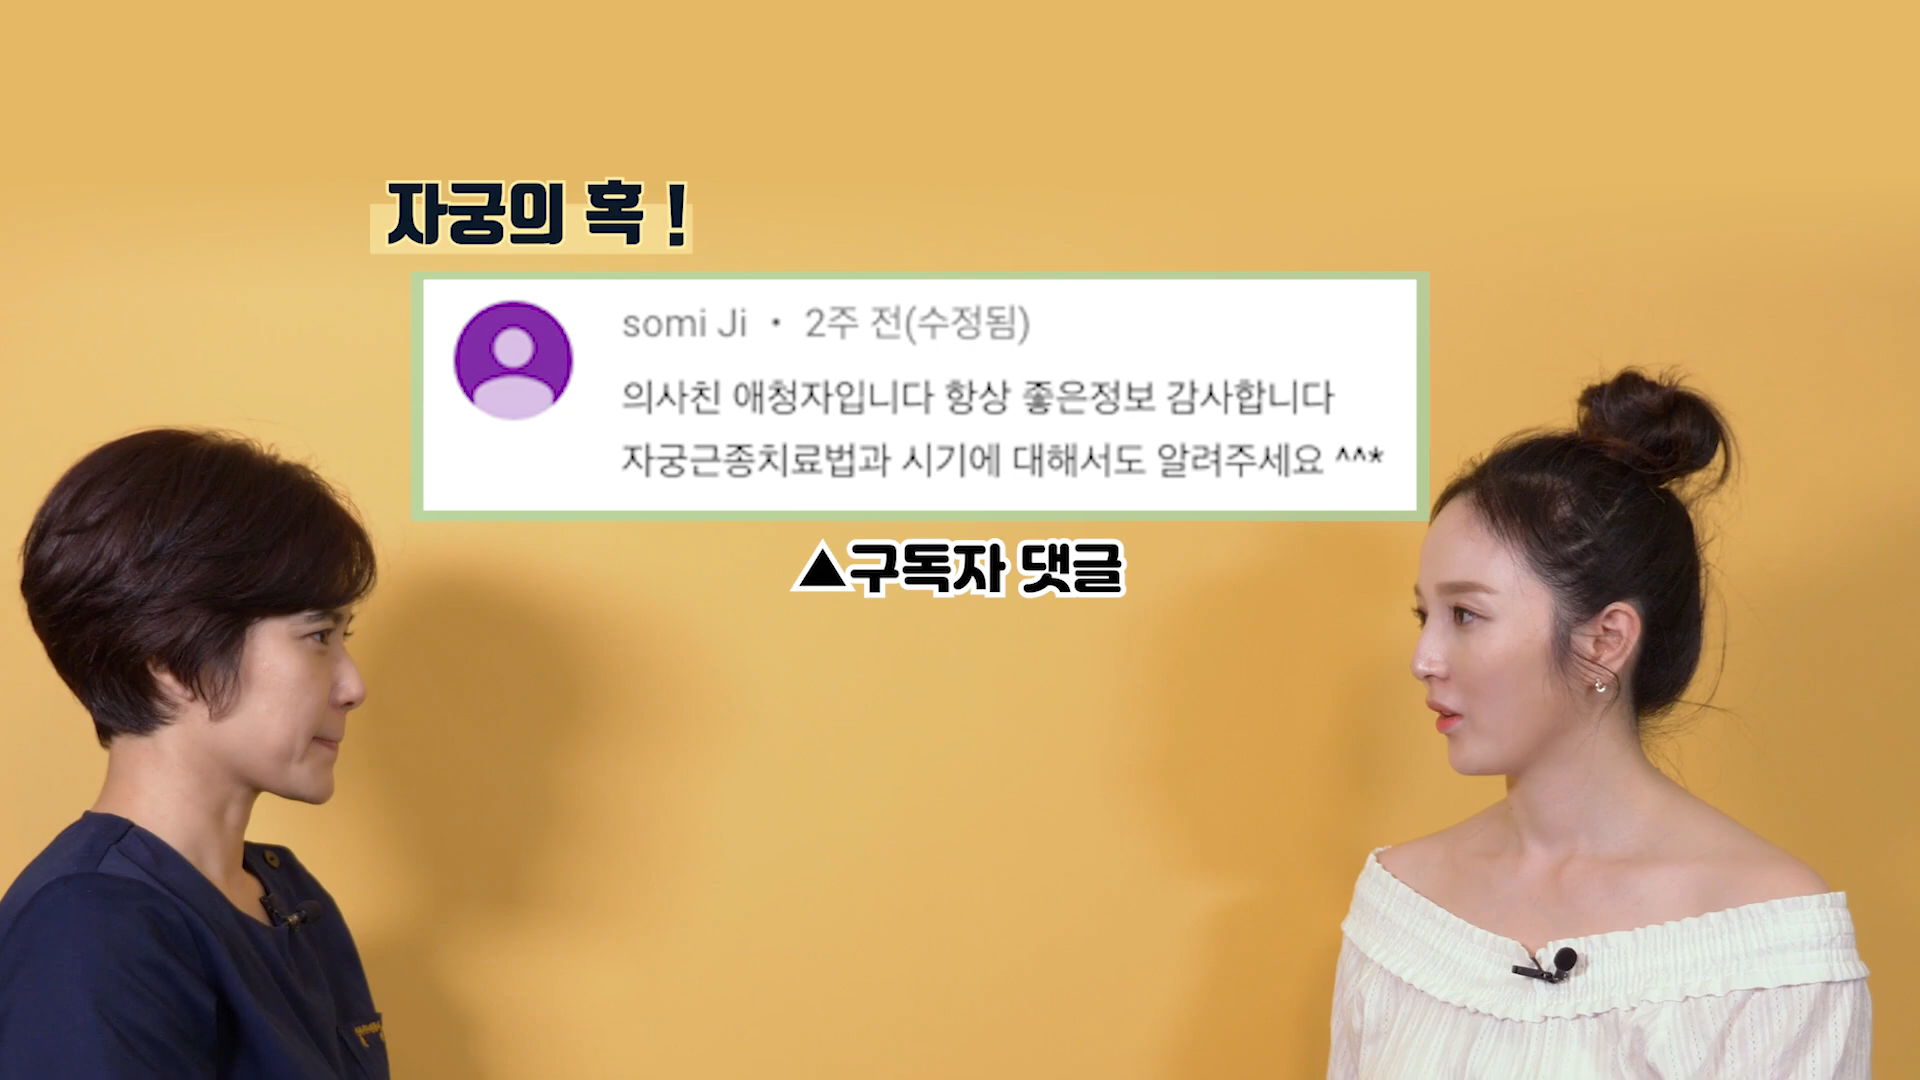 자궁의 혹!
somi Ji • 2주 전(수정됨)
의사친 애청자입니다 항상 좋은정보 감사합니다
자궁근종치료법과 시기에 대해서도 알려주세요 ^^*
▲구독자 댓글